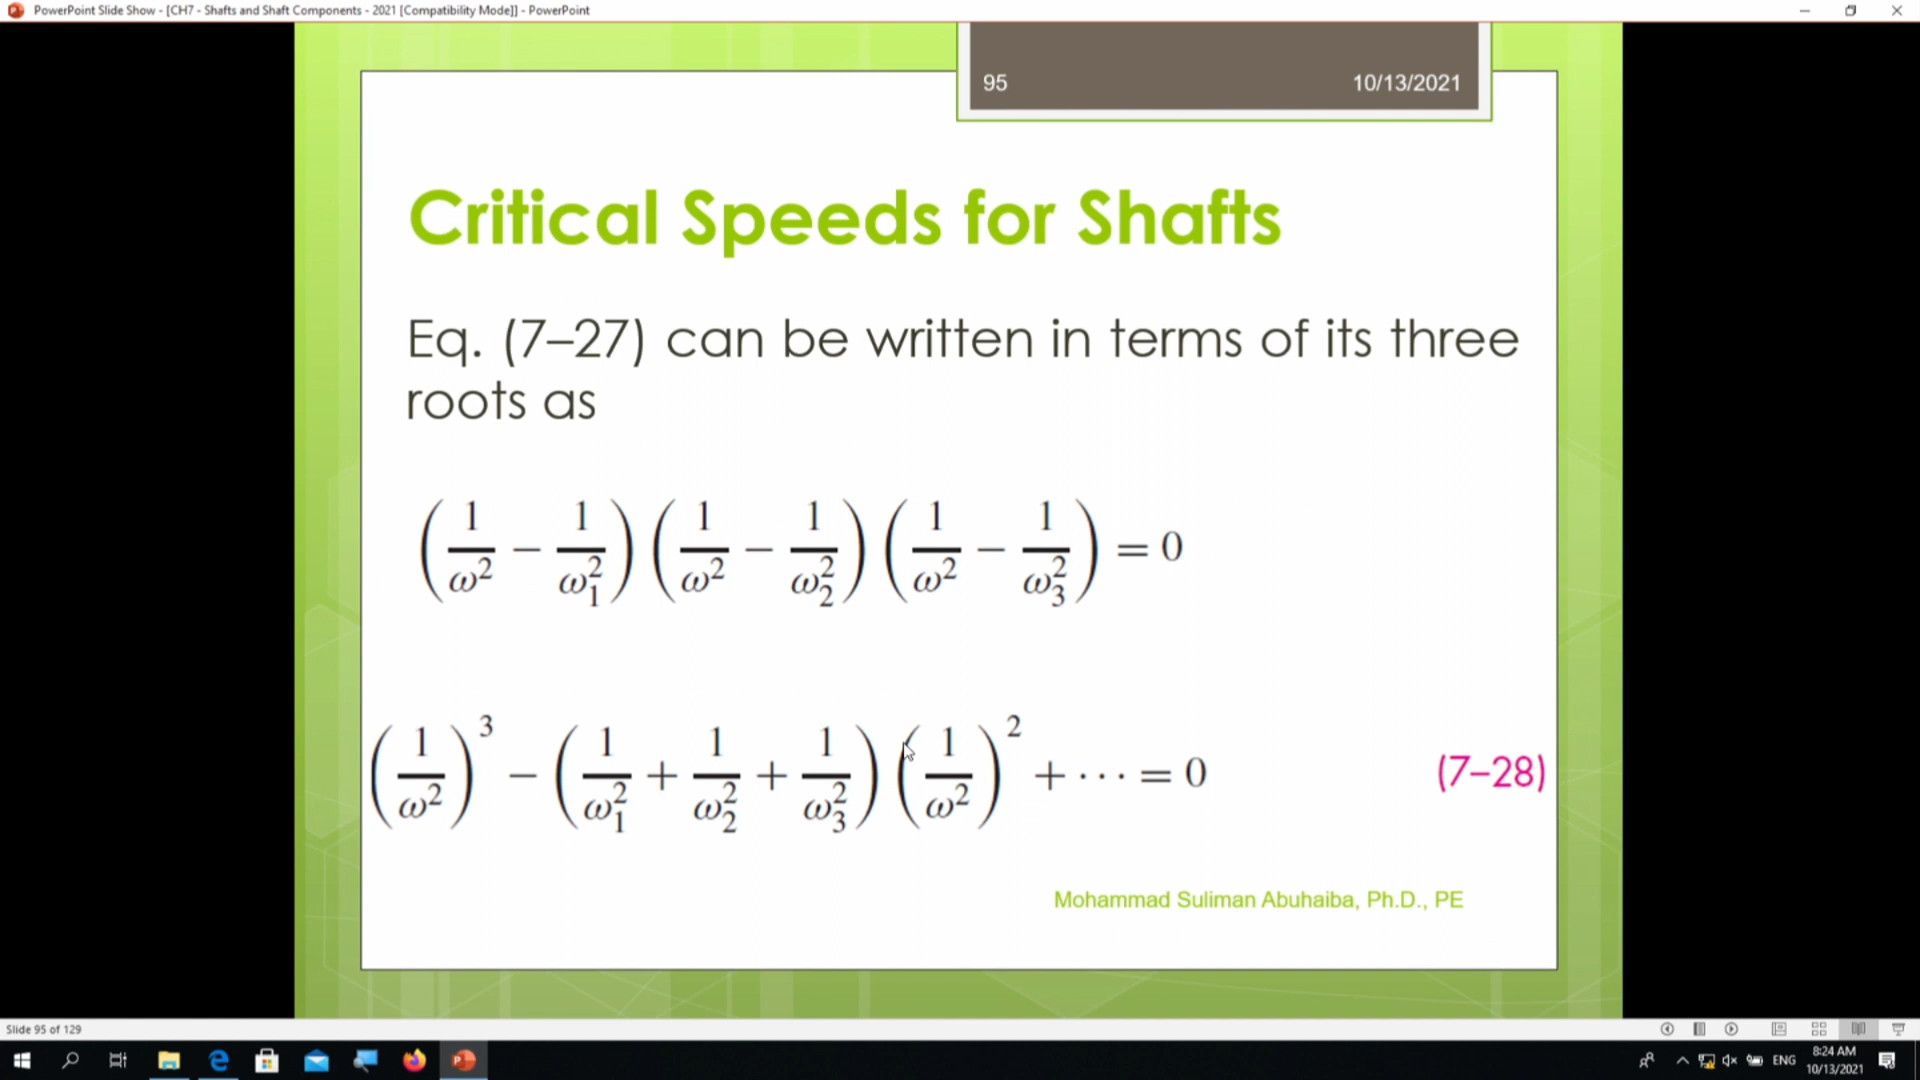 PowerPoint Slide Show - [CH7 - Shafts and Shaft Components - 2021 [Compatibility Mode]] - PowerPoint
95 10/13/2021
Critical Speeds for Shafts
Eq. (7–27) can be written in terms of its three
roots as
(1/ω² − 1/ω₁²)(1/ω² − 1/ω₂²)(1/ω² − 1/ω₃²) = 0
(1/ω²)³ − (1/ω₁² + 1/ω₂² + 1/ω₃²)(1/ω²)² + ··· = 0 (7–28)
Mohammad Suliman Abuhaiba, Ph.D., PE
Slide 95 of 129
ENG
8:24 AM
10/13/2021